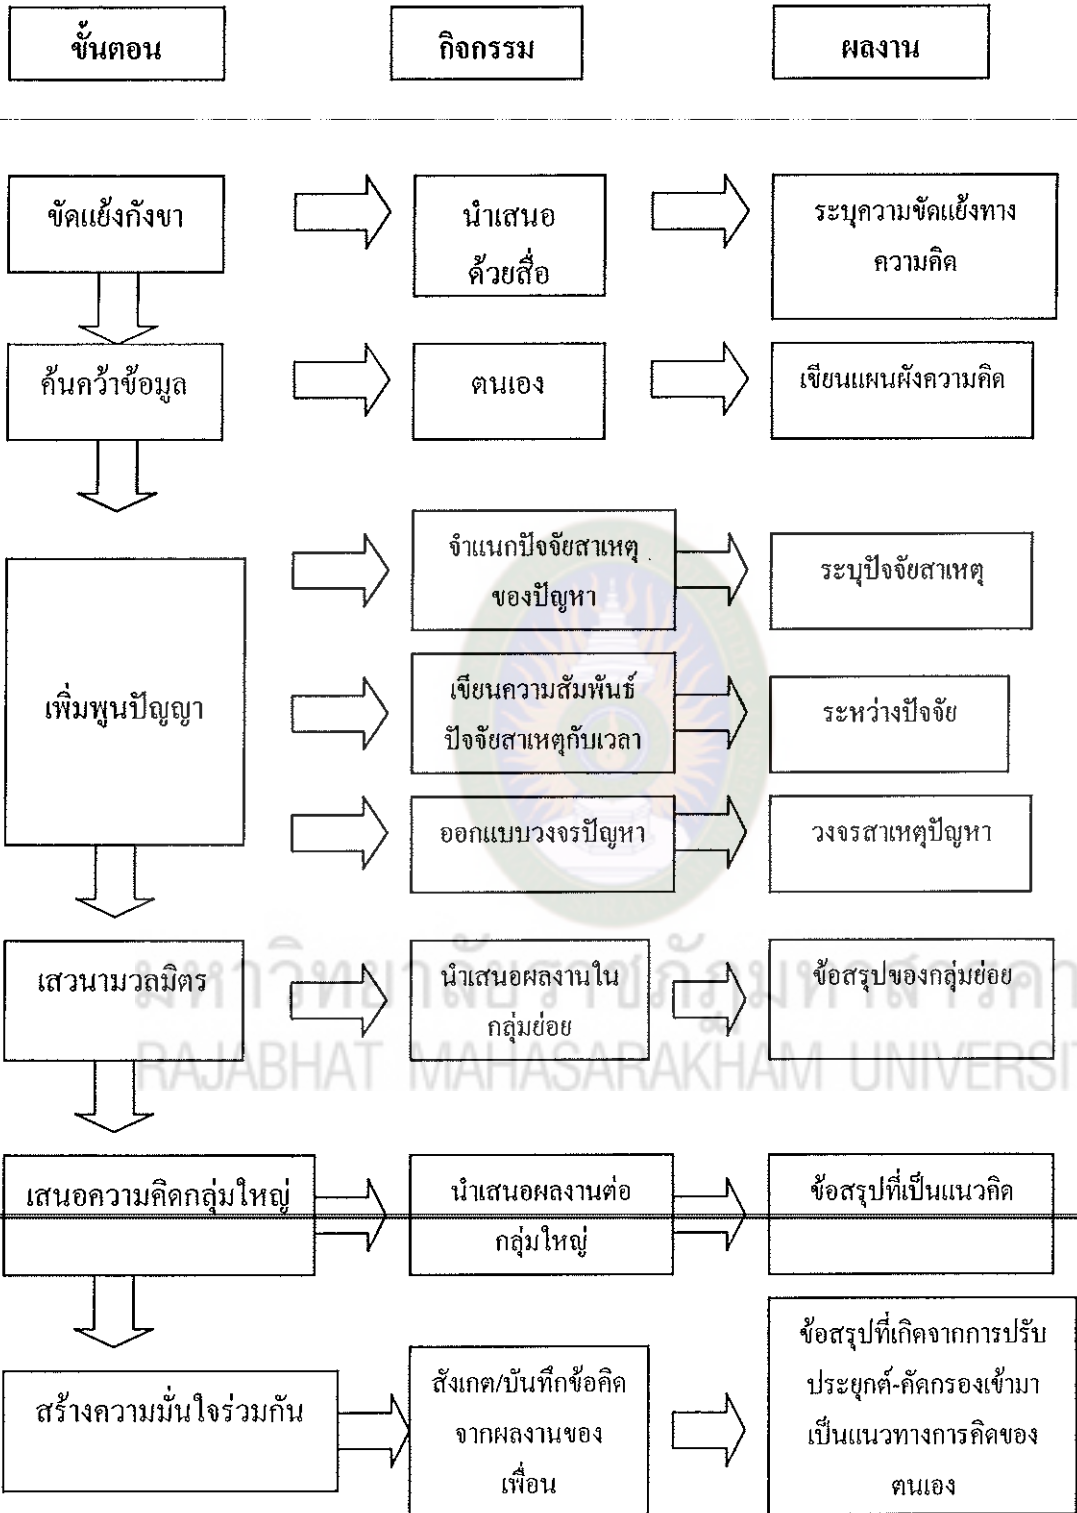 ขั้นตอน
กิจกรรม
ผลงาน
ขัดแย้งกังขา
นำเสนอ
ด้วยสื่อ
ระบุความขัดแย้งทาง
ความคิด
ค้นคว้าข้อมูล
ตนเอง
เขียนแผนผังความคิด
เพิ่มพูนปัญญา
จำแนกปัจจัยสาเหตุ
ของปัญหา
ระบุปัจจัยสาเหตุ
เขียนความสัมพันธ์
ปัจจัยสาเหตุกับเวลา
ระหว่างปัจจัย
ออกแบบวงจรปัญหา
วงจรสาเหตุปัญหา
เสวนามวลมิตร
นำเสนอผลงานใน
กลุ่มย่อย
ข้อสรุปของกลุ่มย่อย
มหาวิทยาลัยราชภัฏมหาสารคา
RAJABHAT MAHASARAKHAM UNIVERSIT
เสนอความคิดกลุ่มใหญ่
นำเสนอผลงานต่อ
กลุ่มใหญ่
ข้อสรุปที่เป็นแนวคิด
สร้างความมั่นใจร่วมกัน
สังเกต/บันทึกข้อคิด
จากผลงานของ
เพื่อน
ข้อสรุปที่เกิดจากการปรับ
ประยุกต์-คัดกรองเข้ามา
เป็นแนวทางการคิดของ
ตนเอง